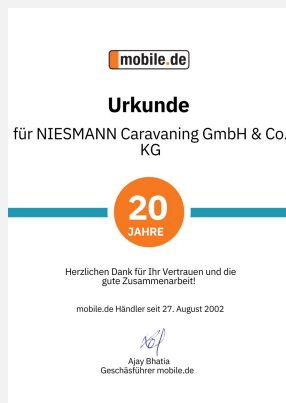 mobile.de
Urkunde
für NIESMANN Caravaning GmbH & Co.
KG
20
JAHRE
Herzlichen Dank für Ihr Vertrauen und die
gute Zusammenarbeit!
mobile.de Händler seit 27. August 2002
Ajay Bhatia
Geschäsführer mobile.de